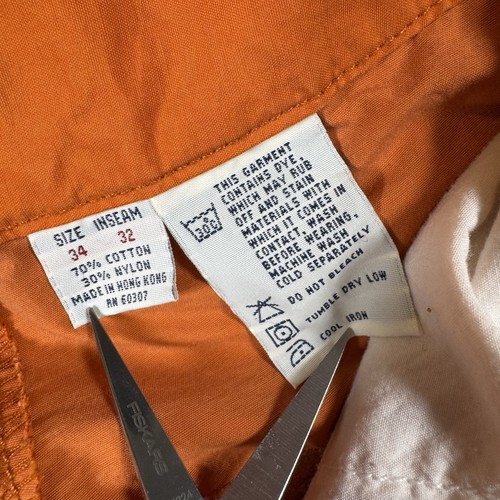 SIZE INSEAM
34 32
70% COTTON
30% NYLON
MADE IN HONG KONG
RN 60307
THIS GARMENT
CONTAINS DYE,
WHICH MAY RUB
OFF AND STAIN
MATERIALS WITH
WHICH IT COMES IN
CONTACT, WASH
BEFORE WEARING,
MACHINE WASH
COLD SEPARATELY
DO NOT BLEACH
TUMBLE DRY LOW
COOL IRON
FISKARS